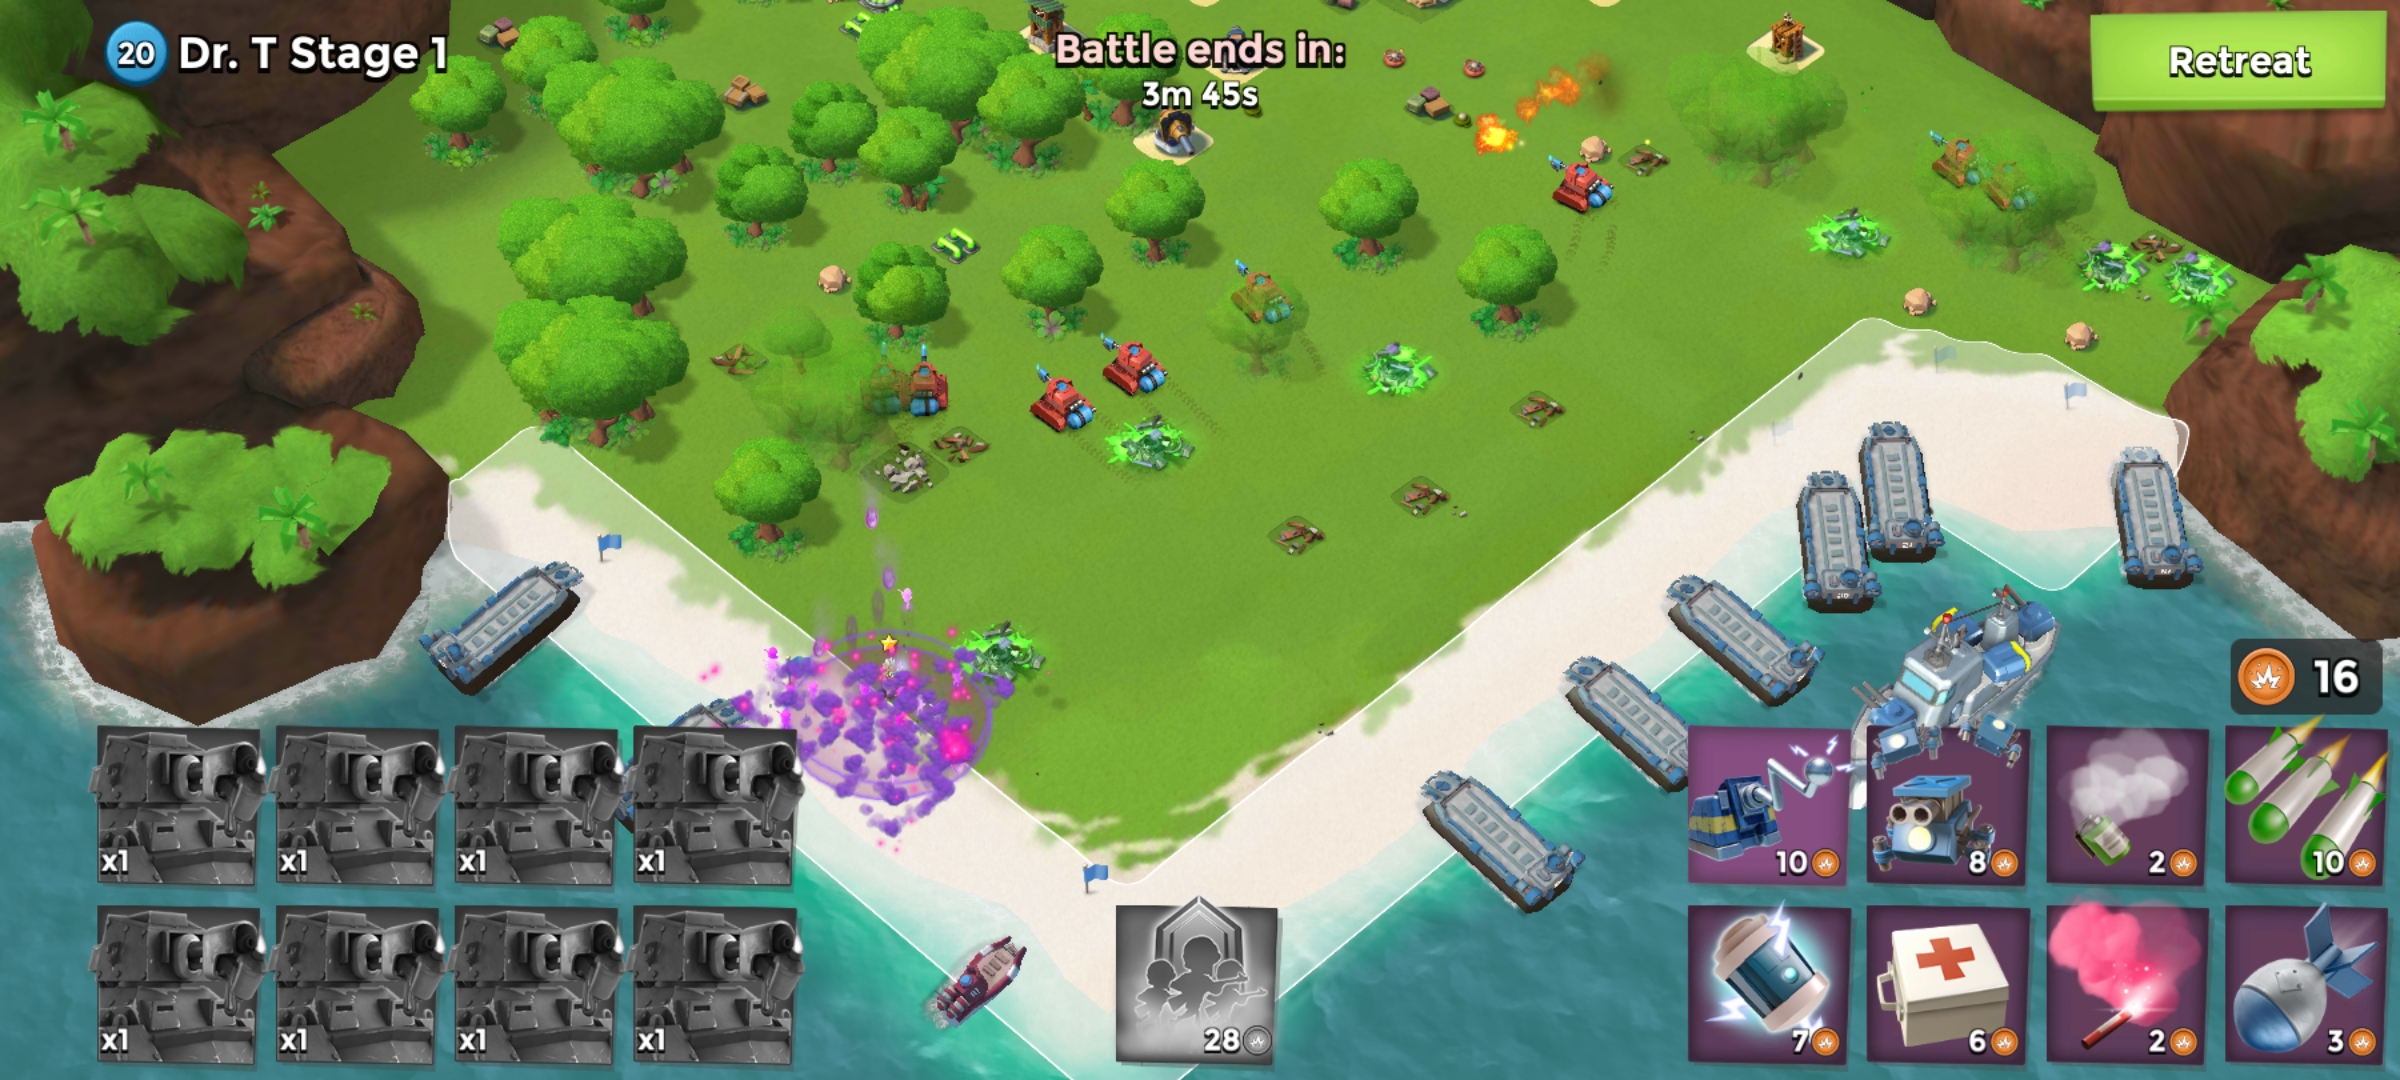 20 Dr. T Stage 1
Battle ends in:
3m 45s
Retreat
16
x1 x1 x1 x1
10 8 2 10
x1 x1 x1 x1
28
7 6 2 3